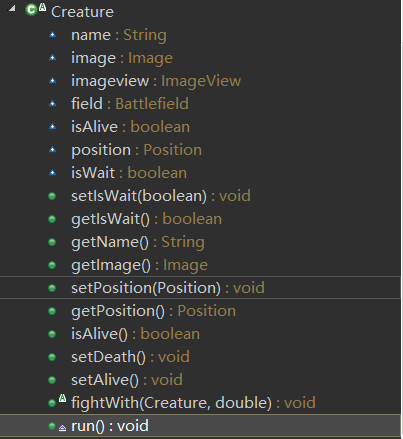 Creature
name : String
image : Image
imageview : ImageView
field : Battlefield
isAlive : boolean
position : Position
isWait : boolean
setIsWait(boolean) : void
getIsWait() : boolean
getName() : String
getImage() : Image
setPosition(Position) : void
getPosition() : Position
isAlive() : boolean
setDeath() : void
setAlive() : void
fightWith(Creature, double) : void
run() : void